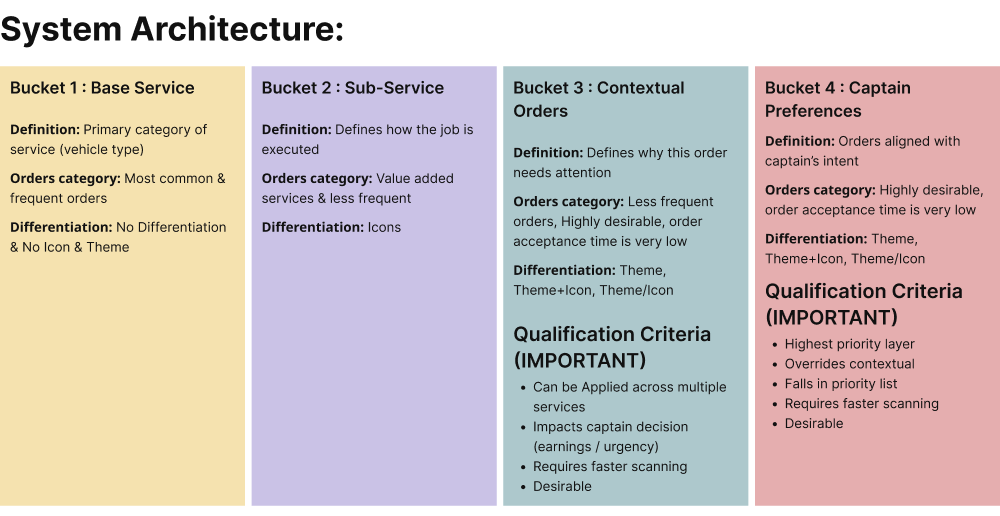 System Architecture:
Bucket 1 : Base Service
Definition: Primary category of
service (vehicle type)
Orders category: Most common &
frequent orders
Differentiation: No Differentiation
& No Icon & Theme
Bucket 2 : Sub-Service
Definition: Defines how the job is
executed
Orders category: Value added
services & less frequent
Differentiation: Icons
Bucket 3 : Contextual
Orders
Definition: Defines why this order
needs attention
Orders category: Less frequent
orders, Highly desirable, order
acceptance time is very low
Differentiation: Theme,
Theme+Icon, Theme/Icon
Qualification Criteria
(IMPORTANT)
• Can be Applied across multiple
services
• Impacts captain decision
(earnings / urgency)
• Requires faster scanning
• Desirable
Bucket 4 : Captain
Preferences
Definition: Orders aligned with
captain’s intent
Orders category: Highly desirable,
order acceptance time is very low
Differentiation: Theme,
Theme+Icon, Theme/Icon
Qualification Criteria
(IMPORTANT)
• Highest priority layer
• Overrides contextual
• Falls in priority list
• Requires faster scanning
• Desirable